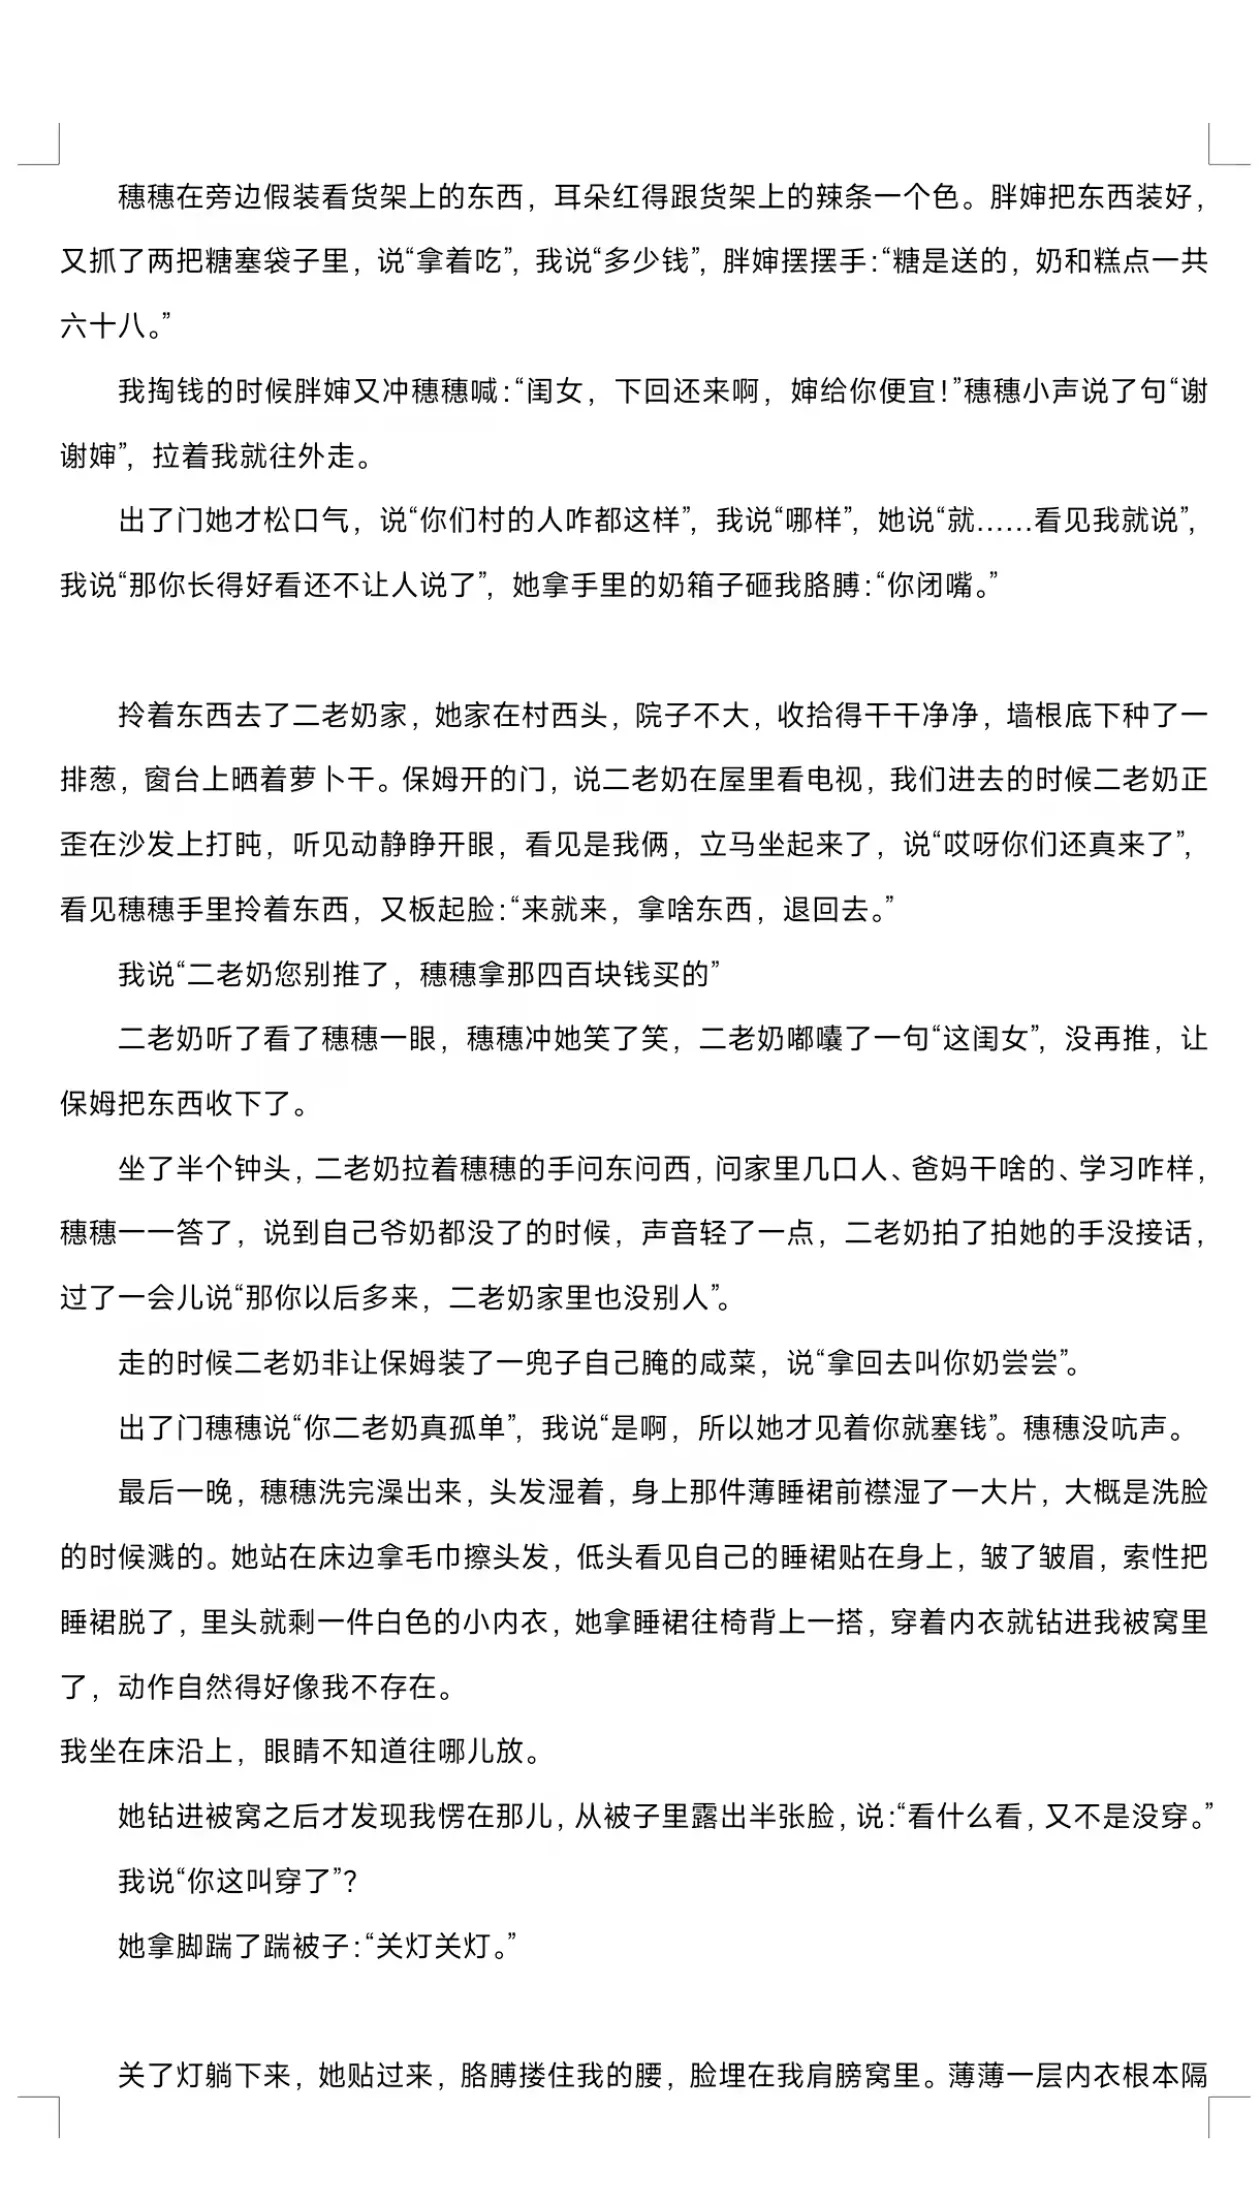 穗穗在旁边假装看货架上的东西，耳朵红得跟货架上的辣条一个色。胖婶把东西装好，
又抓了两把糖塞袋子里，说“拿着吃”，我说“多少钱”，胖婶摆摆手：“糖是送的，奶和糕点一共
六十八。”
我掏钱的时候胖婶又冲穗穗喊：“闺女，下回还来啊，婶给你便宜！”穗穗小声说了句“谢
谢婶”，拉着我就往外走。
出了门她才松口气，说“你们村的人咋都这样”，我说“哪样”，她说“就……看见我就说”，
我说“那你长得好看还不让人说了”，她拿手里的奶箱子砸我胳膊：“你闭嘴。”
拎着东西去了二老奶家，她家在村西头，院子不大，收拾得干干净净，墙根底下种了一
排葱，窗台上晒着萝卜干。保姆开的门，说二老奶在屋里看电视，我们进去的时候二老奶正
歪在沙发上打盹，听见动静睁开眼，看见是我俩，立马坐起来了，说“哎呀你们还真来了”，
看见穗穗手里拎着东西，又板起脸：“来就来，拿啥东西，退回去。”
我说“二老奶您别推了，穗穗拿那四百块钱买的”
二老奶听了看了穗穗一眼，穗穗冲她笑了笑，二老奶嘟囔了一句“这闺女”，没再推，让
保姆把东西收下了。
坐了半个钟头，二老奶拉着穗穗的手问东问西，问家里几口人、爸妈干啥的、学习咋样，
穗穗一一答了，说到自己爷奶都没了的时候，声音轻了一点，二老奶拍了拍她的手没接话，
过了一会儿说“那你以后多来，二老奶家里也没别人”。
走的时候二老奶非让保姆装了一兜子自己腌的咸菜，说“拿回去叫你奶尝尝”。
出了门穗穗说“你二老奶真孤单”，我说“是啊，所以她才见着你就塞钱”。穗穗没吭声。
最后一晚，穗穗洗完澡出来，头发湿着，身上那件薄睡裙前襟湿了一大片，大概是洗脸
的时候溅的。她站在床边拿毛巾擦头发，低头看见自己的睡裙贴在身上，皱了皱眉，索性把
睡裙脱了，里头就剩一件白色的小内衣，她拿睡裙往椅背上一搭，穿着内衣就钻进我被窝里
了，动作自然得好像我不存在。
我坐在床沿上，眼睛不知道往哪儿放。
她钻进被窝之后才发现我愣在那儿，从被子里露出半张脸，说：“看什么看，又不是没穿。”
我说“你这叫穿了”？
她拿脚踹了踹被子：“关灯关灯。”
关了灯躺下来，她贴过来，胳膊搂住我的腰，脸埋在我肩膀窝里。薄薄一层内衣根本隔